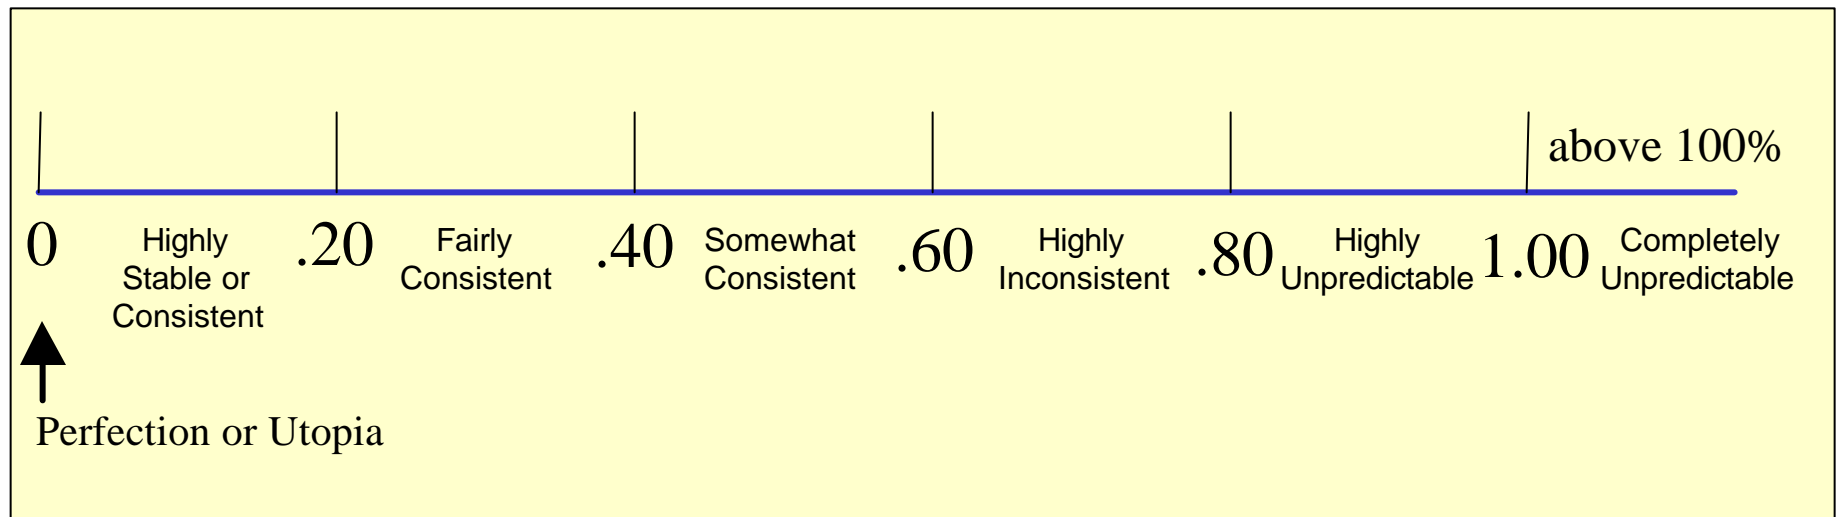 above 100%
0
Highly
Stable or
Consistent
.20
Fairly
Consistent
.40
Somewhat
Consistent
.60
Highly
Inconsistent
.80
Highly
Unpredictable
1.00
Completely
Unpredictable
Perfection or Utopia